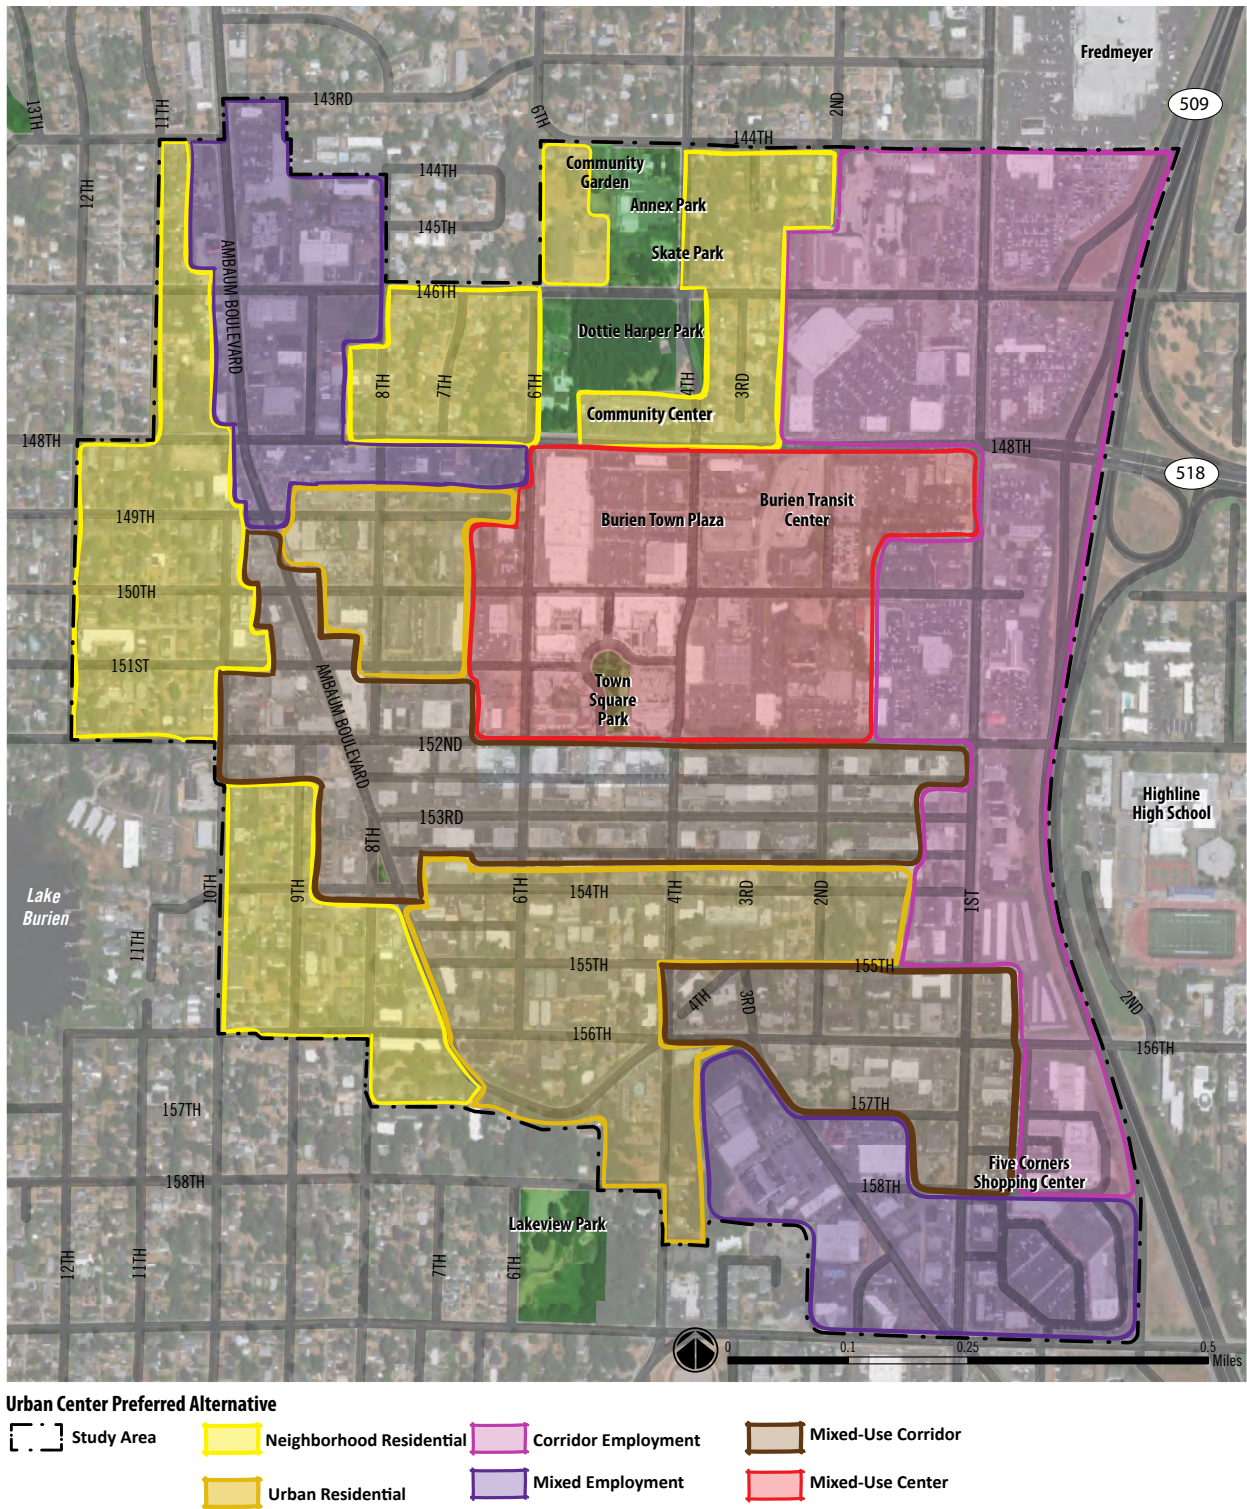 Fredmeyer
509
143RD
13TH
11TH
6TH
2ND
144TH
12TH
Community
Garden
144TH
Annex Park
145TH
Skate Park
AMBAUM BOULEVARD
146TH
Dottie Harper Park
8TH
7TH
6TH
4TH
3RD
Community Center
148TH
148TH
518
149TH
Burien Town Plaza
Burien Transit
Center
150TH
151ST
AMBAUM BOULEVARD
Town
Square
Park
152ND
153RD
8TH
Highline
High School
Lake
Burien
10TH
9TH
6TH
154TH
4TH
3RD
2ND
1ST
11TH
155TH
155TH
4TH
3RD
2ND
156TH
156TH
157TH
157TH
Five Corners
Shopping Center
158TH
158TH
Lakeview Park
12TH
11TH
7TH
6TH
0
0.1
0.25
0.5
Miles
Urban Center Preferred Alternative
Study Area
Neighborhood Residential
Corridor Employment
Mixed-Use Corridor
Urban Residential
Mixed Employment
Mixed-Use Center